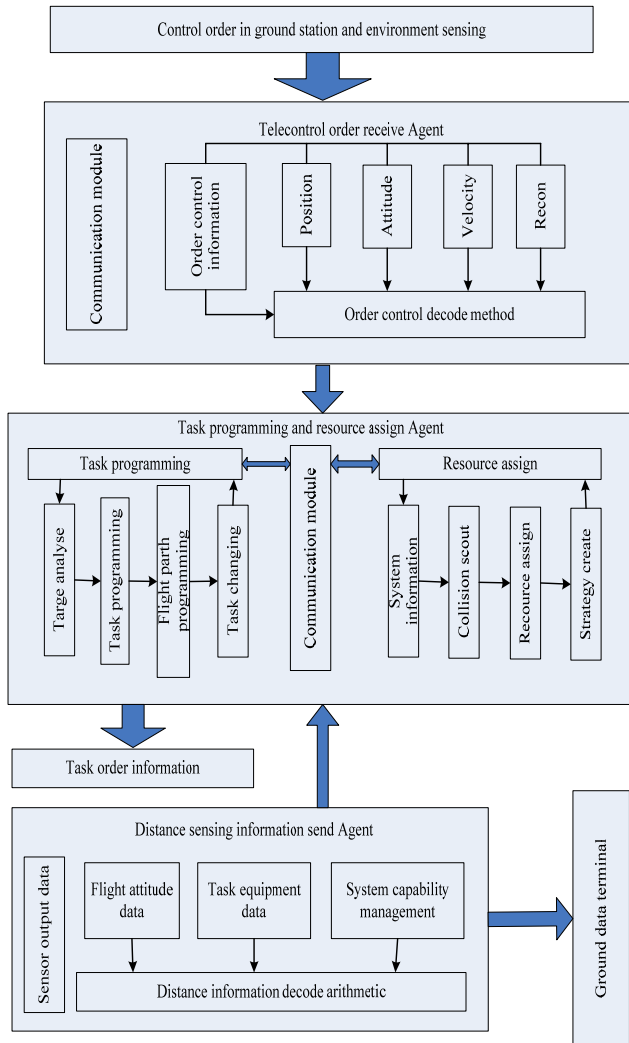 Control order in ground station and environment sensing
Telecontrol order receive Agent
Communication module
Order control
information
Position
Attitude
Velocity
Recon
Order control decode method
Task programming and resource assign Agent
Task programming
Resource assign
Targe analyse
Task programming
Flight parth
programming
Task changing
Communication module
System
information
Collision scout
Recource assign
Strategy create
Task order information
Distance sensing information send Agent
Sensor output data
Flight attitude
data
Task equipment
data
System capability
management
Distance information decode arithmetic
Ground data terminal